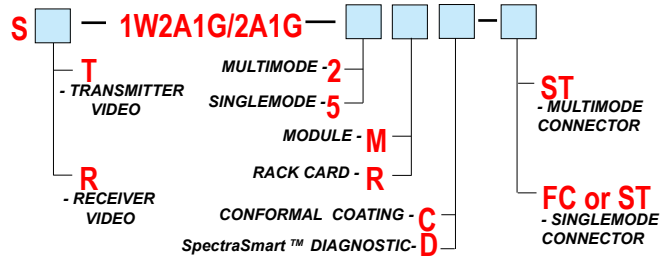 S – 1W2A1G/2A1G – –
T
- TRANSMITTER
VIDEO
R
- RECEIVER
VIDEO
MULTIMODE - 2
SINGLEMODE - 5
MODULE - M
RACK CARD - R
CONFORMAL COATING - C
SpectraSmart ™ DIAGNOSTIC- D
ST
- MULTIMODE
CONNECTOR
FC or ST
- SINGLEMODE
CONNECTOR